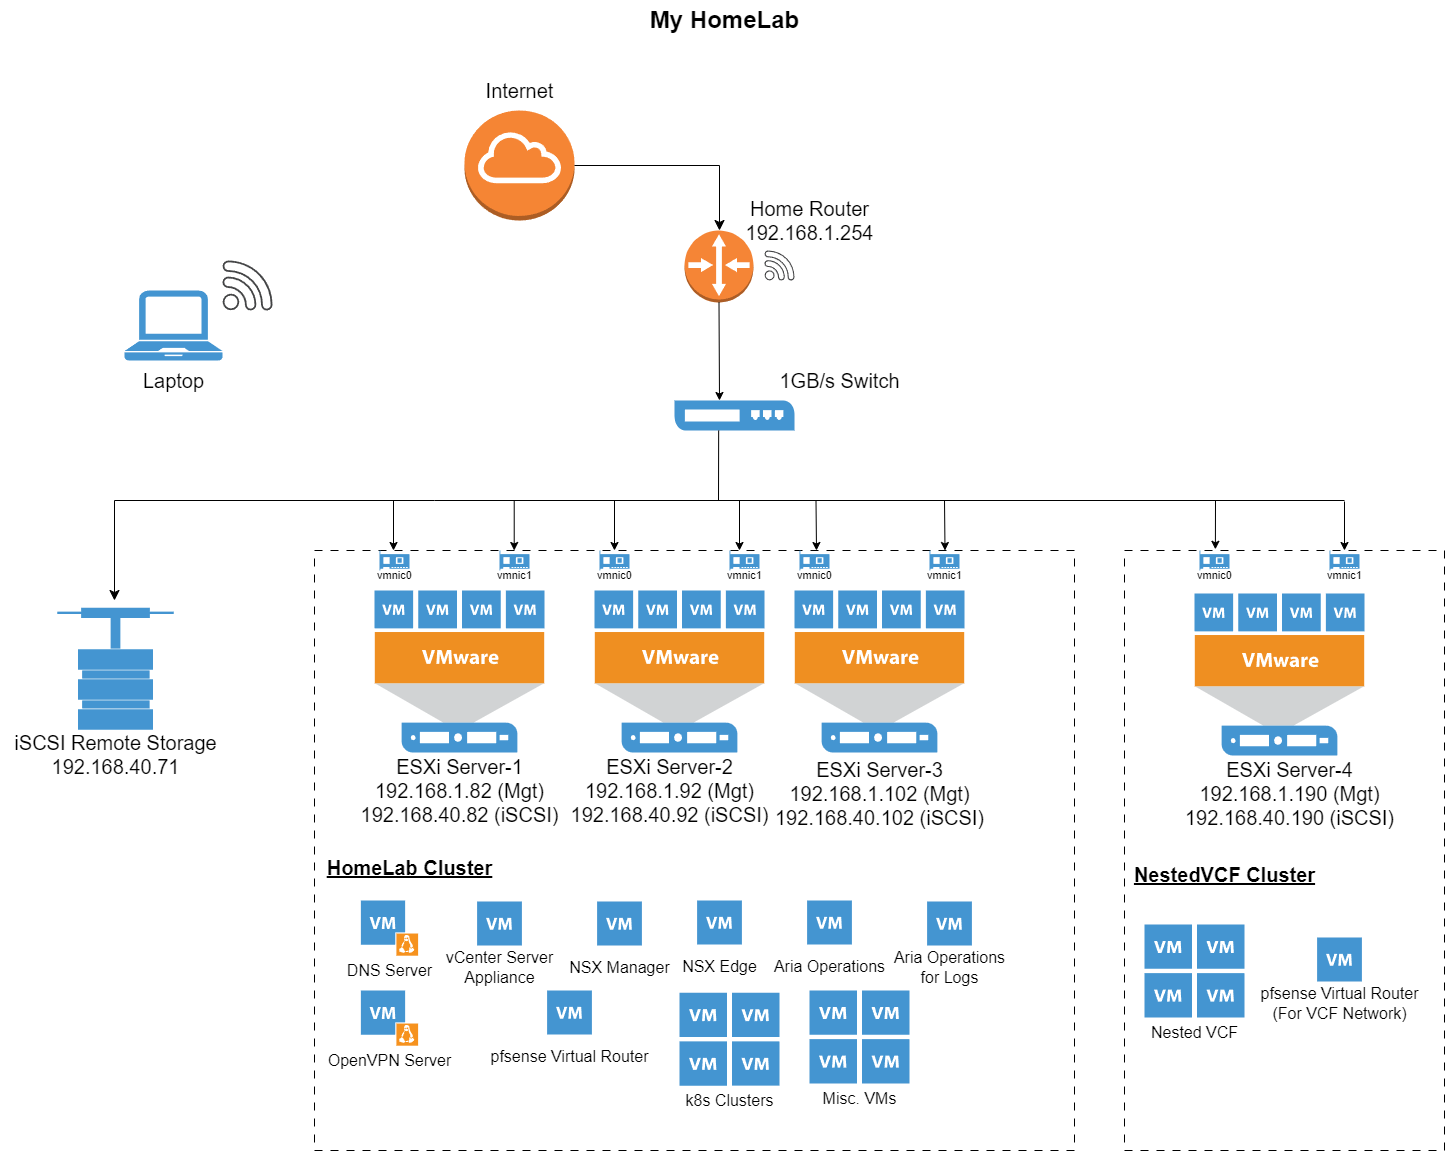 My HomeLab
Internet
Home Router
192.168.1.254
Laptop
1GB/s Switch
vmnic0
vmnic1
vmnic0
vmnic1
vmnic0
vmnic1
vmnic0
vmnic1
VM VM VM VM
VM VM VM VM
VM VM VM VM
VM VM VM VM
VMware
VMware
VMware
VMware
iSCSI Remote Storage
192.168.40.71
ESXi Server-1
192.168.1.82 (Mgt)
192.168.40.82 (iSCSI)
ESXi Server-2
192.168.1.92 (Mgt)
192.168.40.92 (iSCSI)
ESXi Server-3
192.168.1.102 (Mgt)
192.168.40.102 (iSCSI)
ESXi Server-4
192.168.1.190 (Mgt)
192.168.40.190 (iSCSI)
HomeLab Cluster
VM
DNS Server
VM
vCenter Server
Appliance
VM
NSX Manager
VM
NSX Edge
VM
Aria Operations
VM
Aria Operations
for Logs
VM
OpenVPN Server
VM
pfsense Virtual Router
VM VM
VM VM
k8s Clusters
VM VM
VM VM
Misc. VMs
NestedVCF Cluster
VM VM
VM VM
Nested VCF
VM
pfsense Virtual Router
(For VCF Network)